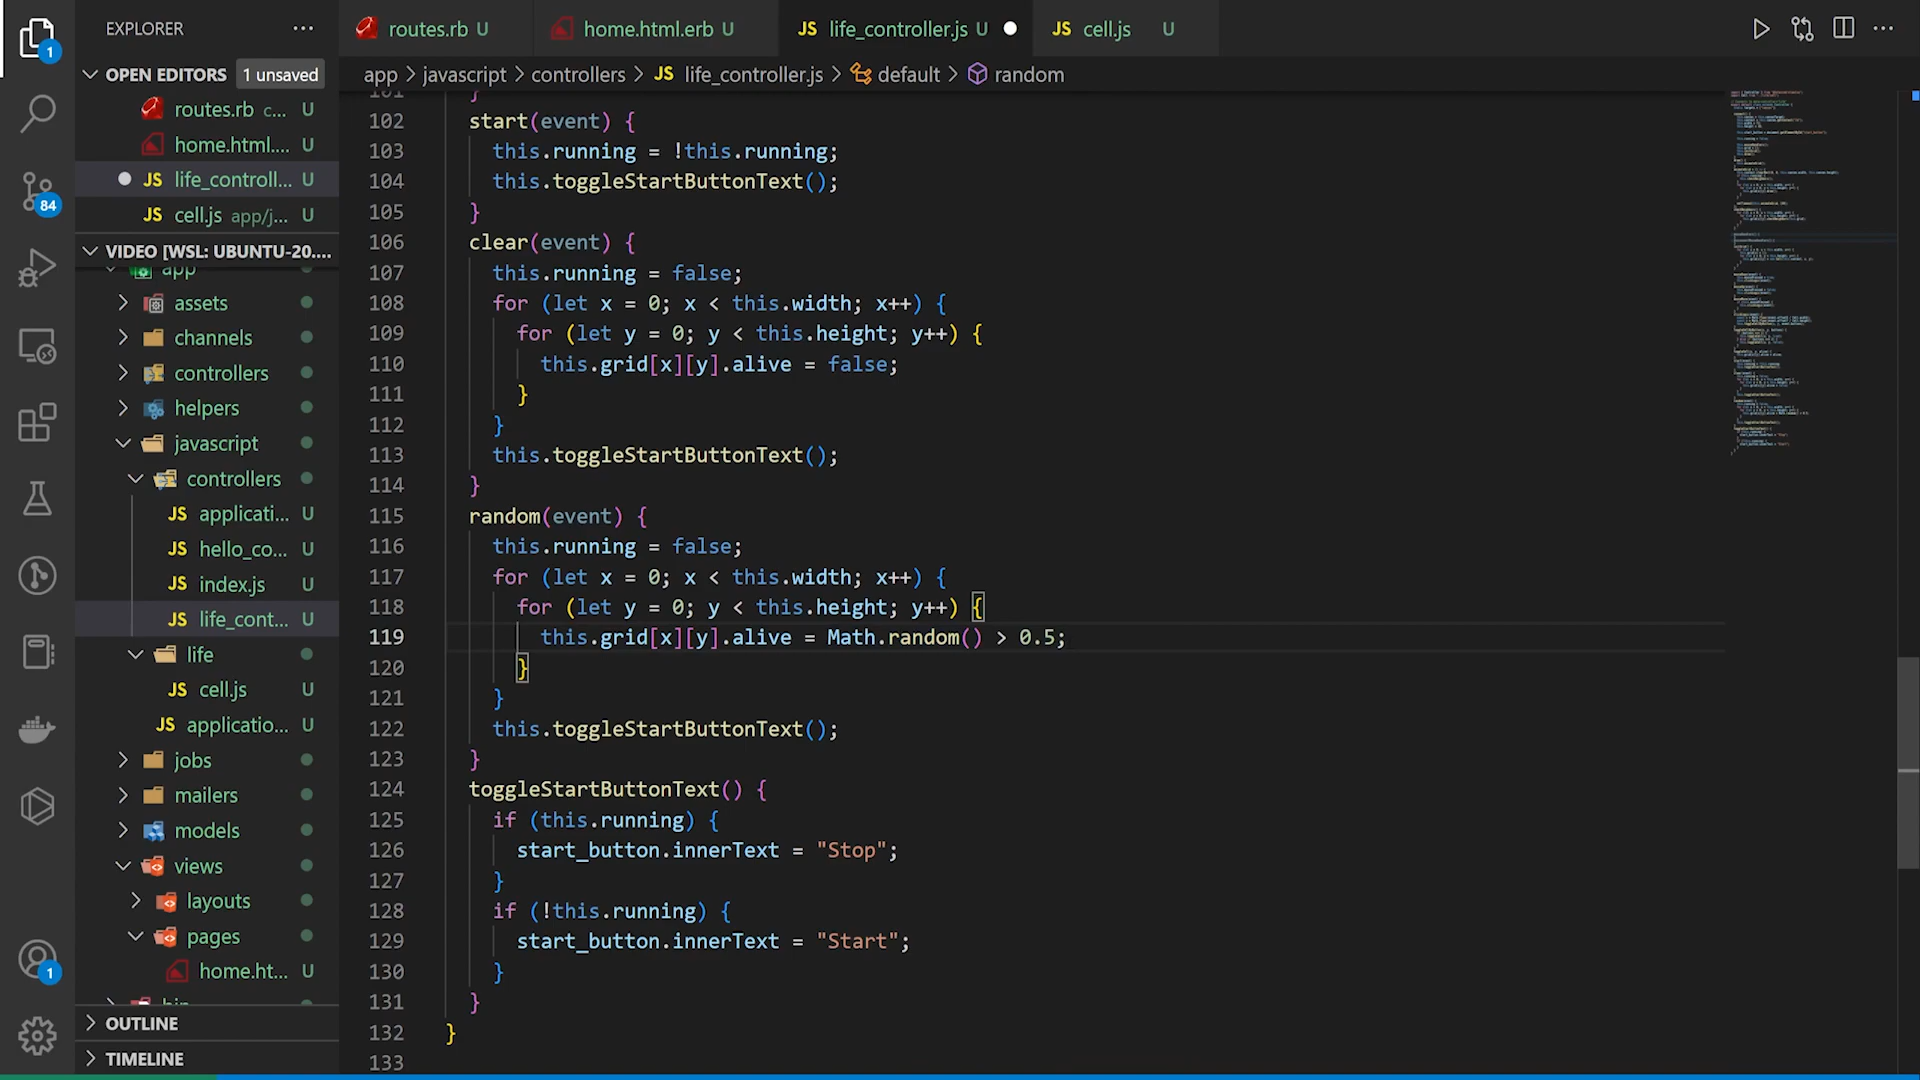 EXPLORER
routes.rb U
home.html.erb U
JS life_controller.js U
JS cell.js U
OPEN EDITORS 1 unsaved
routes.rb c... U
home.html.... U
JS life_controll... U
JS cell.js app/j... U
VIDEO [WSL: UBUNTU-20....
app
assets
channels
controllers
helpers
javascript
controllers
JS applicati... U
JS hello_co... U
JS index.js U
JS life_cont... U
life
JS cell.js U
JS applicatio... U
jobs
mailers
models
views
layouts
pages
home.ht... U
bin
OUTLINE
TIMELINE
1
84
1
app > javascript > controllers > JS life_controller.js > default > random
101 }
102 start(event) {
103 this.running = !this.running;
104 this.toggleStartButtonText();
105 }
106 clear(event) {
107 this.running = false;
108 for (let x = 0; x < this.width; x++) {
109 for (let y = 0; y < this.height; y++) {
110 this.grid[x][y].alive = false;
111 }
112 }
113 this.toggleStartButtonText();
114 }
115 random(event) {
116 this.running = false;
117 for (let x = 0; x < this.width; x++) {
118 for (let y = 0; y < this.height; y++) {
119 this.grid[x][y].alive = Math.random() > 0.5;
120 }
121 }
122 this.toggleStartButtonText();
123 }
124 toggleStartButtonText() {
125 if (this.running) {
126 start_button.innerText = "Stop";
127 }
128 if (!this.running) {
129 start_button.innerText = "Start";
130 }
131 }
132 }
133